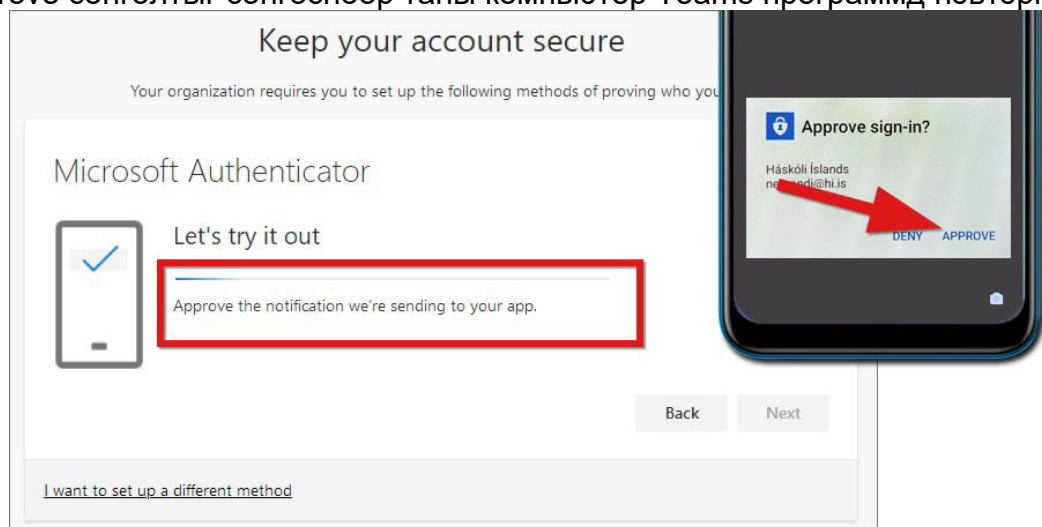 сонголтыг сонгосноор таны компьютер Teams программд
Keep your account secure
Your organization requires you to set up the following methods of proving who you
Microsoft Authenticator
Let's try it out
Approve the notification we're sending to your app.
Back Next
I want to set up a different method
Approve sign-in?
Háskóli Íslands
DENY APPROVE